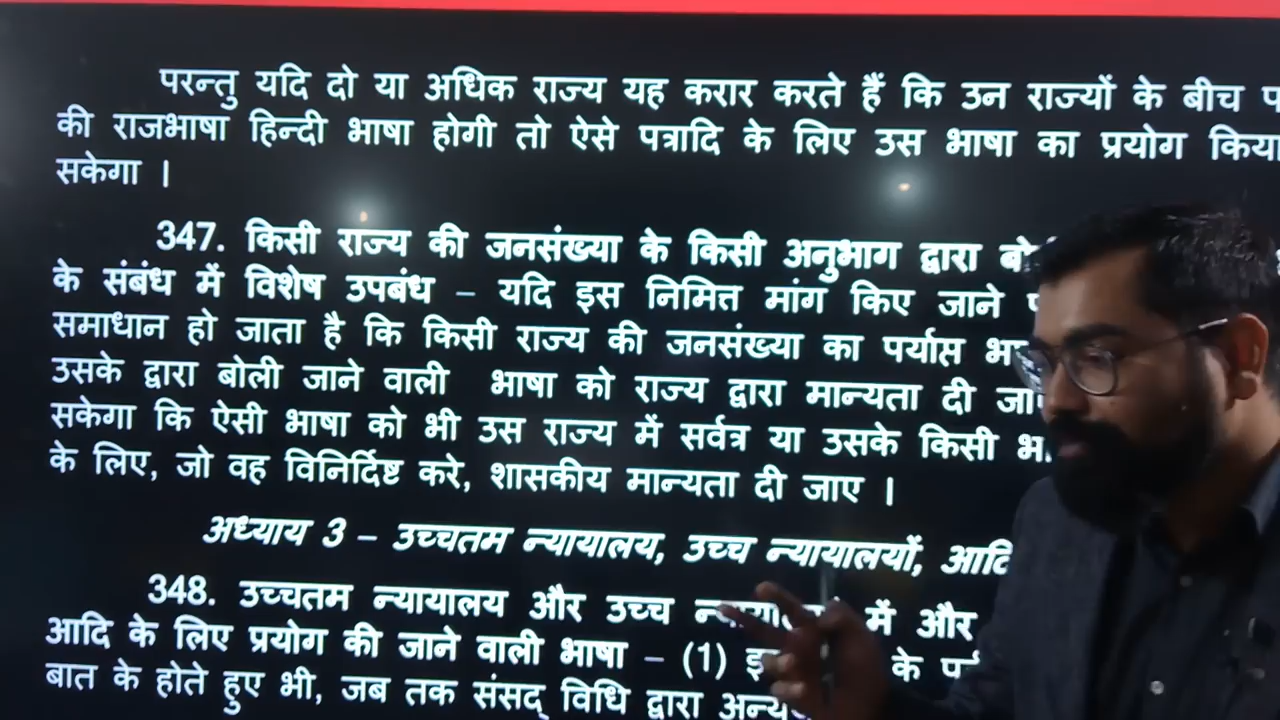 परन्तु यदि दो या अधिक राज्य यह करार करते हैं कि उन राज्यों के बीच
की राजभाषा हिन्दी भाषा होगी तो ऐसे पत्रादि के लिए उस भाषा का प्रयोग किया
सकेगा ।
347. किसी राज्य की जनसंख्या के किसी अनुभाग द्वारा
के संबंध में विशेष उपबंध – यदि इस निमित्त मांग किए जाने
समाधान हो जाता है कि किसी राज्य की जनसंख्या का पर्याप्त
उसके द्वारा बोली जाने वाली भाषा को राज्य द्वारा मान्यता दी
सकेगा कि ऐसी भाषा को भी उस राज्य में सर्वत्र या उसके किसी
के लिए, जो वह विनिर्दिष्ट करे, शासकीय मान्यता दी जाए ।
अध्याय 3 – उच्चतम न्यायालय, उच्च न्यायालयों, आदि
348. उच्चतम न्यायालय और उच्च में और
आदि के लिए प्रयोग की जाने वाली भाषा – (1) के
बात के होते हुए भी, जब तक संसद् विधि द्वारा